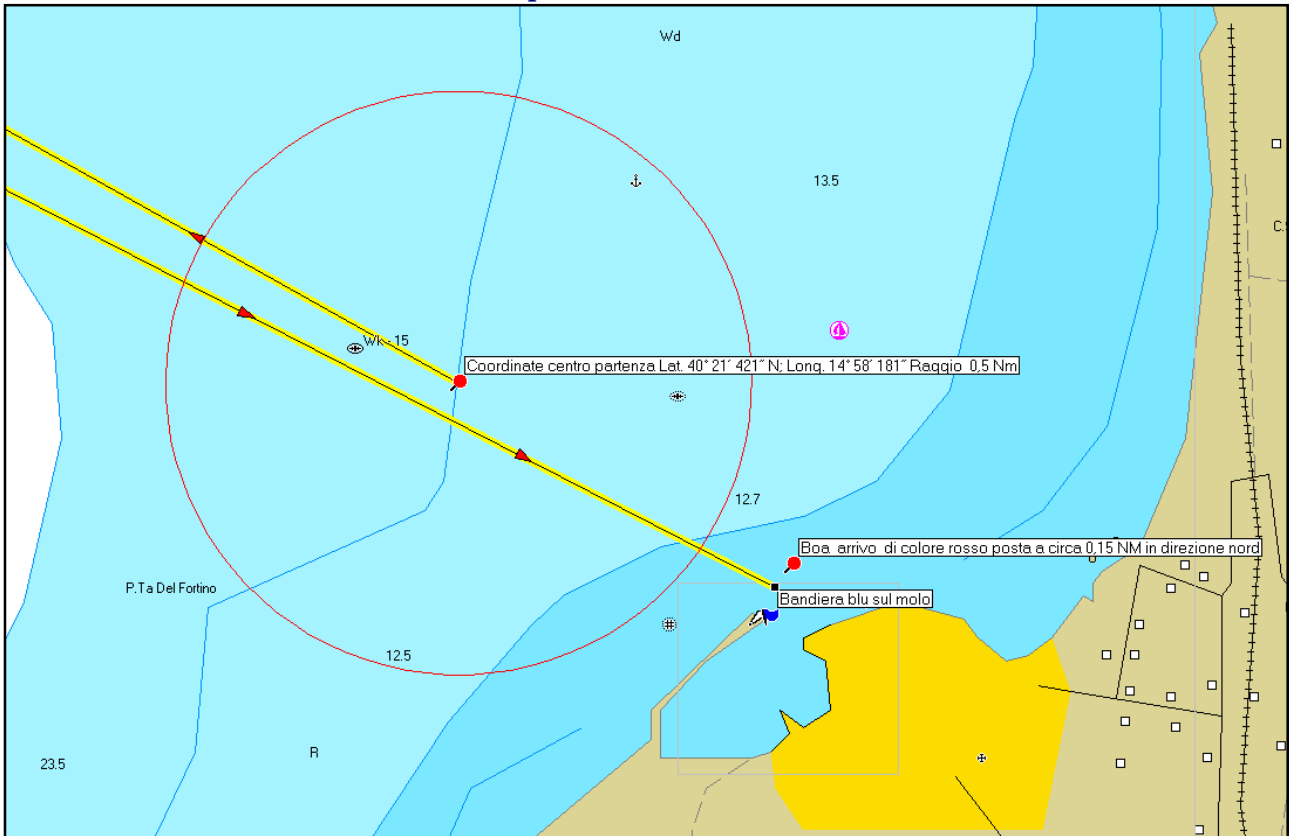 Wd
13.5
C.
Wk - 15
Coordinate centro partenza Lat. 40° 21' 421" N; Long. 14° 58' 181" Raggio 0,5 Nm
12.7
Boa arrivo di colore rosso posta a circa 0,15 NM in direzione nord
P.Ta Del Fortino
Bandiera blu sul molo
12.5
R
23.5